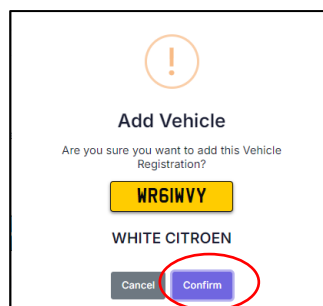 !
Add Vehicle
Are you sure you want to add this Vehicle
Registration?
WR61WVY
WHITE CITROEN
Cancel Confirm